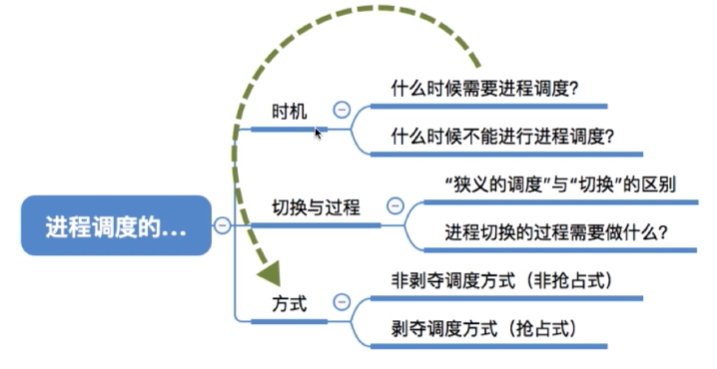 什么时候需要进程调度?
时机
什么时候不能进行进程调度?
“狭义的调度”与“切换”的区别
切换与过程
进程调度的...
进程切换的过程需要做什么?
非剥夺调度方式（非抢占式）
方式
剥夺调度方式（抢占式）